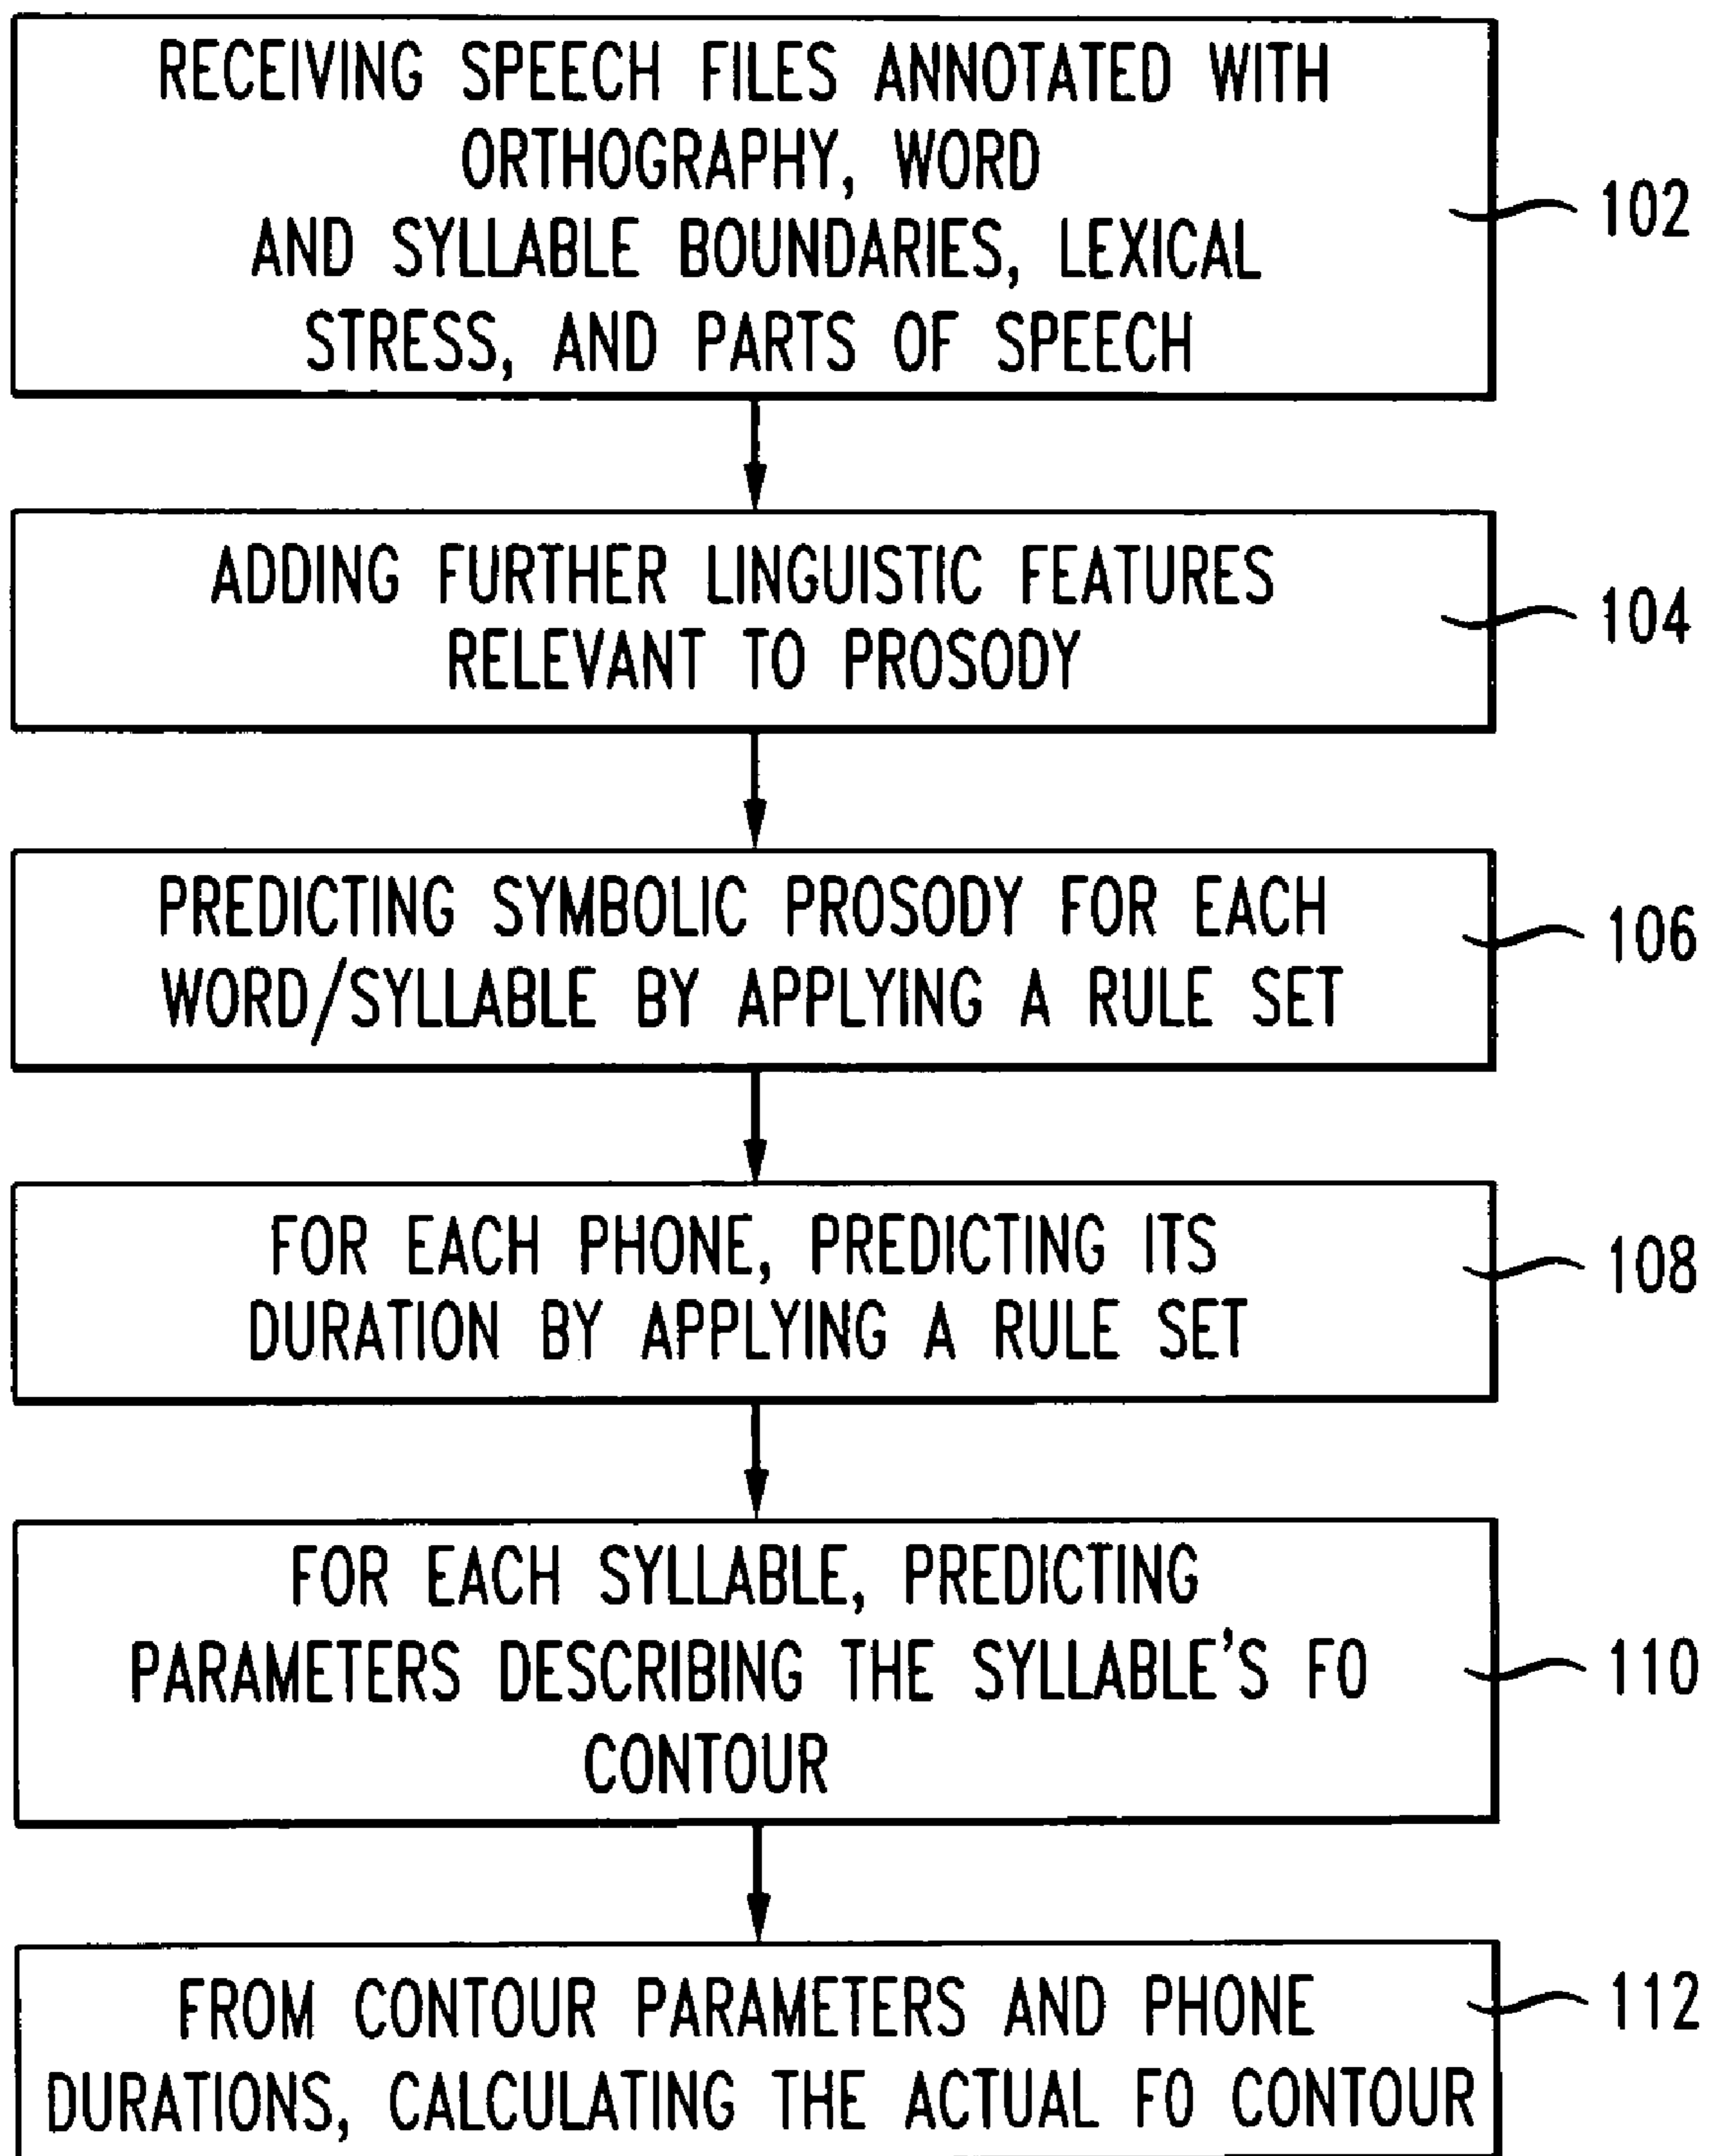 RECEIVING SPEECH FILES ANNOTATED WITH
ORTHOGRAPHY, WORD
AND SYLLABLE BOUNDARIES, LEXICAL
STRESS, AND PARTS OF SPEECH
102
ADDING FURTHER LINGUISTIC FEATURES
RELEVANT TO PROSODY
104
PREDICTING SYMBOLIC PROSODY FOR EACH
WORD/SYLLABLE BY APPLYING A RULE SET
106
FOR EACH PHONE, PREDICTING ITS
DURATION BY APPLYING A RULE SET
108
FOR EACH SYLLABLE, PREDICTING
PARAMETERS DESCRIBING THE SYLLABLE'S F0
CONTOUR
110
FROM CONTOUR PARAMETERS AND PHONE
DURATIONS, CALCULATING THE ACTUAL F0 CONTOUR
112